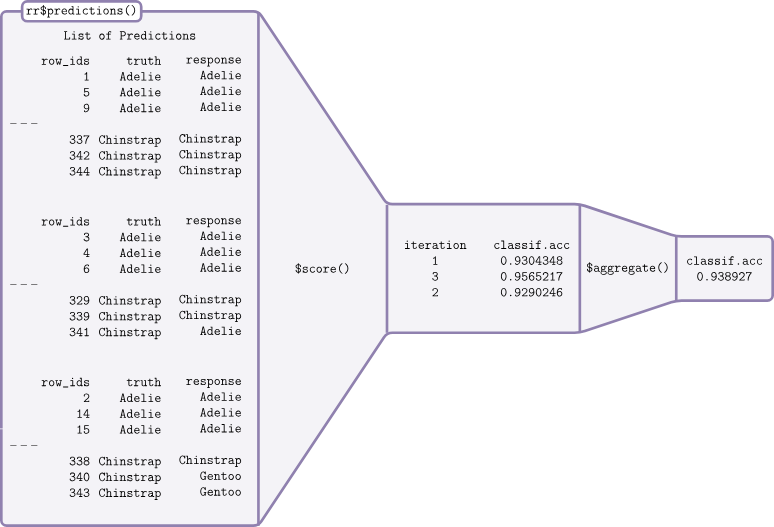 rr$predictions()
List of Predictions
row_ids truth response
1 Adelie Adelie
5 Adelie Adelie
9 Adelie Adelie
---
337 Chinstrap Chinstrap
342 Chinstrap Chinstrap
344 Chinstrap Chinstrap
row_ids truth response
3 Adelie Adelie
4 Adelie Adelie
6 Adelie Adelie
---
329 Chinstrap Chinstrap
339 Chinstrap Chinstrap
341 Chinstrap Adelie
row_ids truth response
2 Adelie Adelie
14 Adelie Adelie
15 Adelie Adelie
---
338 Chinstrap Chinstrap
340 Chinstrap Gentoo
343 Chinstrap Gentoo
$score()
iteration classif.acc
1 0.9304348
3 0.9565217
2 0.9290246
$aggregate()
classif.acc
0.938927